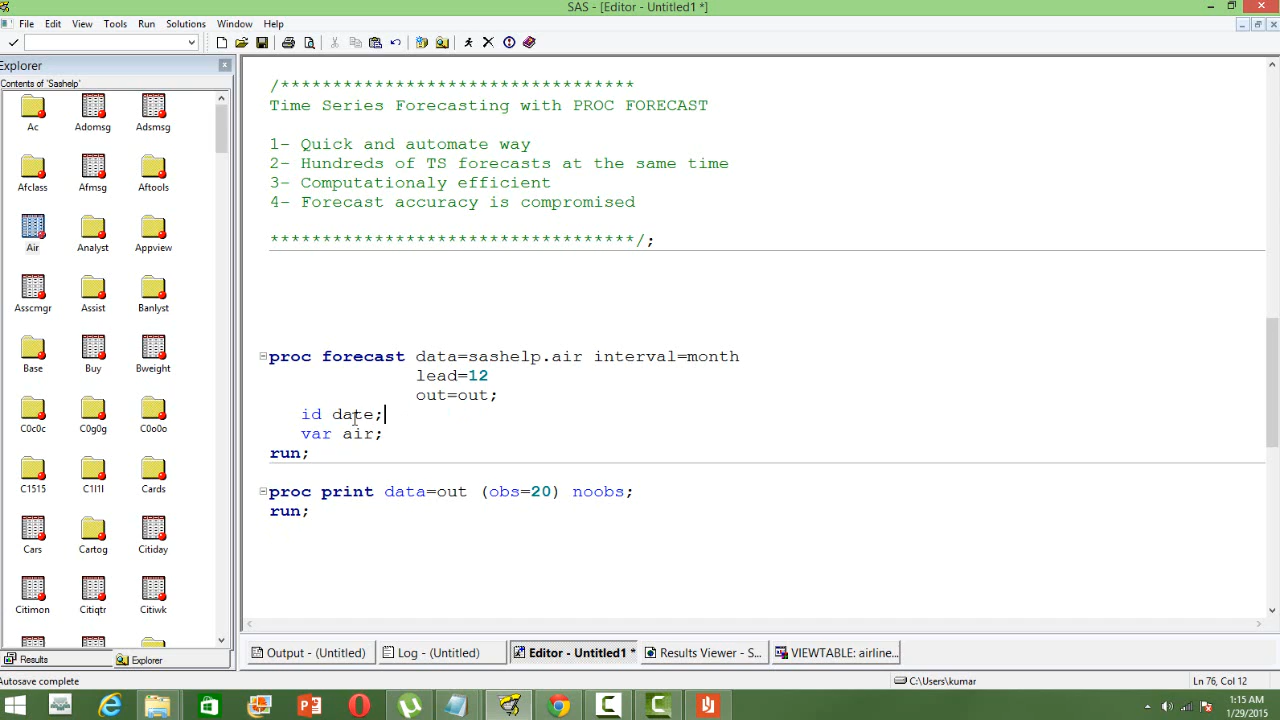 SAS - [Editor - Untitled1 *]
File Edit View Tools Run Solutions Window Help
Explorer
Contents of 'Sashelp'
Ac Adomsg Adsmsg
Afclass Afmsg Aftools
Air Analyst Appview
Asscmgr Assist Banlyst
Base Buy Bweight
C0c0c C0g0g C0o0o
C1515 C1l1l Cards
Cars Cartog Citiday
Citimon Citiqtr Citiwk
Results Explorer
/**********************************
Time Series Forecasting with PROC FORECAST
1- Quick and automate way
2- Hundreds of TS forecasts at the same time
3- Computationaly efficient
4- Forecast accuracy is compromised
***********************************/;
proc forecast data=sashelp.air interval=month
lead=12
out=out;
id date;
var air;
run;
proc print data=out (obs=20) noobs;
run;
Output - (Untitled) Log - (Untitled) Editor - Untitled1 * Results Viewer - S... VIEWTABLE: airline...
Autosave complete C:\Users\kumar Ln 76, Col 12
1:15 AM
1/29/2015